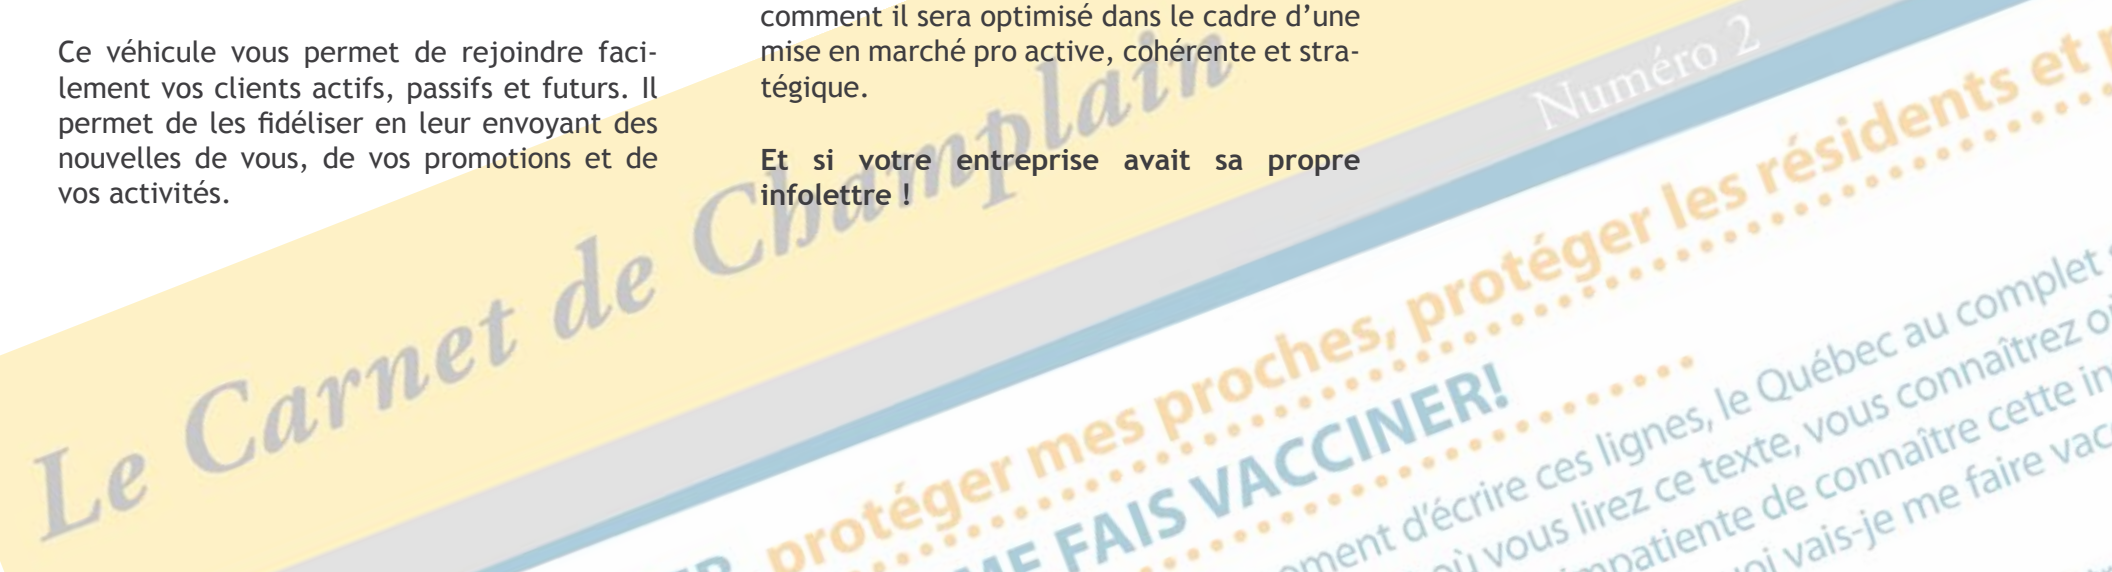 Ce véhicule vous permet de rejoindre faci-
lement vos clients actifs, passifs et futurs. Il
permet de les fidéliser en leur envoyant des
nouvelles de vous, de vos promotions et de
vos activités.
comment il sera optimisé dans le cadre d’une
mise en marché pro active, cohérente et stra-
tégique.
Et si votre entreprise avait sa propre
infolettre !
Le Carnet de Champlain
Numéro 2
protéger mes proches, protéger les résidents et
ME FAIS VACCINER!
d'écrire ces lignes, le Québec au complet
où vous lirez ce texte, vous connaîtrez
impatiente de connaître cette
vais-je me faire